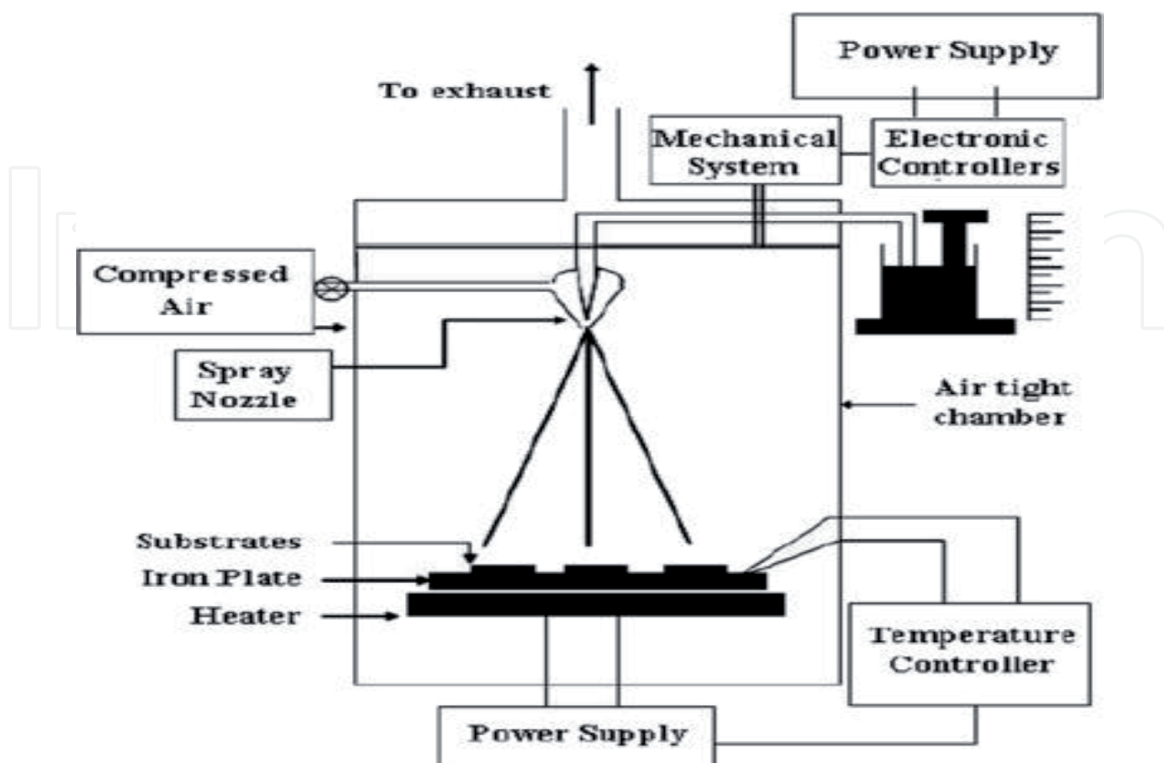 Power Supply
To exhaust
Mechanical
System
Electronic
Controllers
Compressed
Air
Spray
Nozzle
Air tight
chamber
Substrates
Iron Plate
Heater
Temperature
Controller
Power Supply